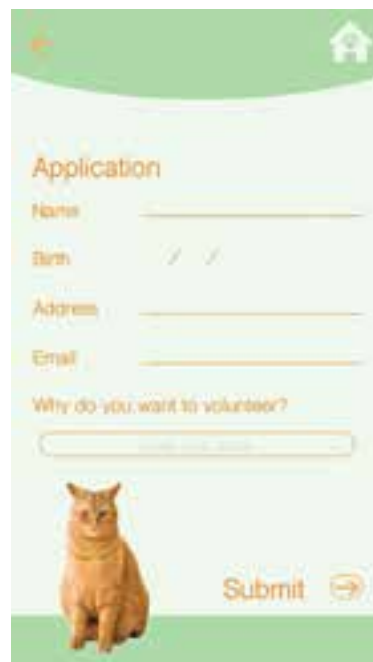 Application
Name
Birth / /
Address
Email
Why do you want to volunteer?
Submit